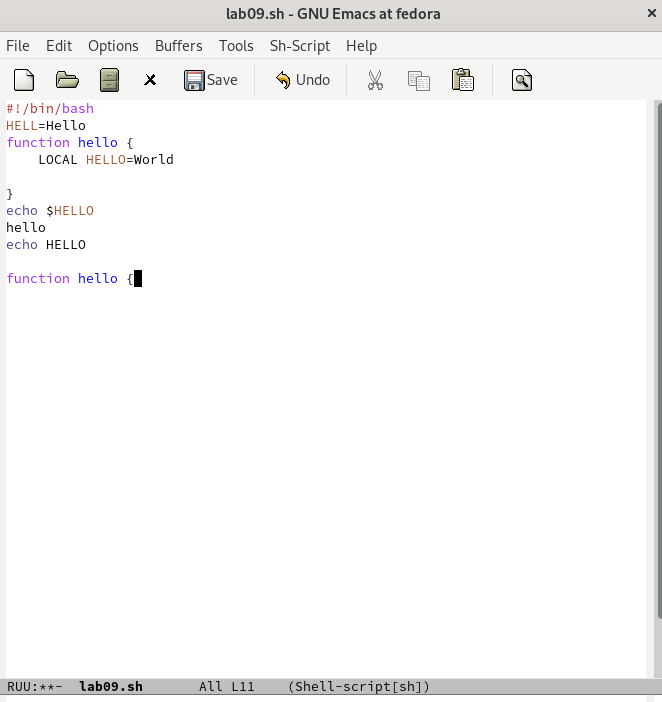 lab09.sh - GNU Emacs at fedora
File Edit Options Buffers Tools Sh-Script Help
Save Undo
#!/bin/bash
HELL=Hello
function hello {
    LOCAL HELLO=World
}
echo $HELLO
hello
echo HELLO
function hello {
RUU:**-  lab09.sh       All L11    (Shell-script[sh])